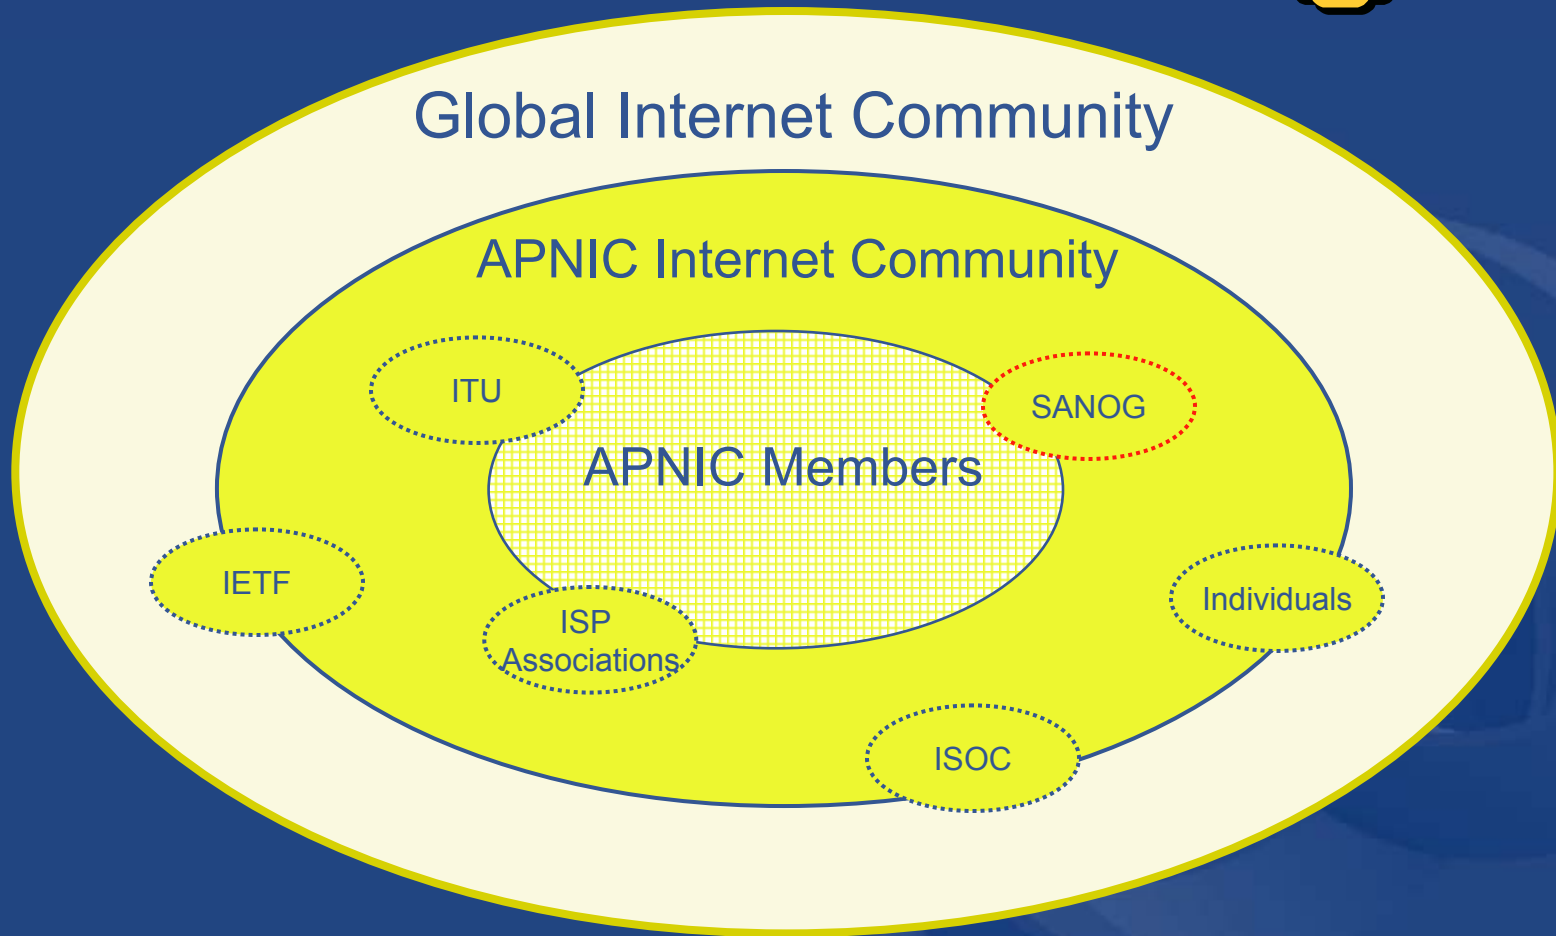 Global Internet Community
APNIC Internet Community
ITU
SANOG
APNIC Members
IETF
Individuals
ISP
Associations
ISOC